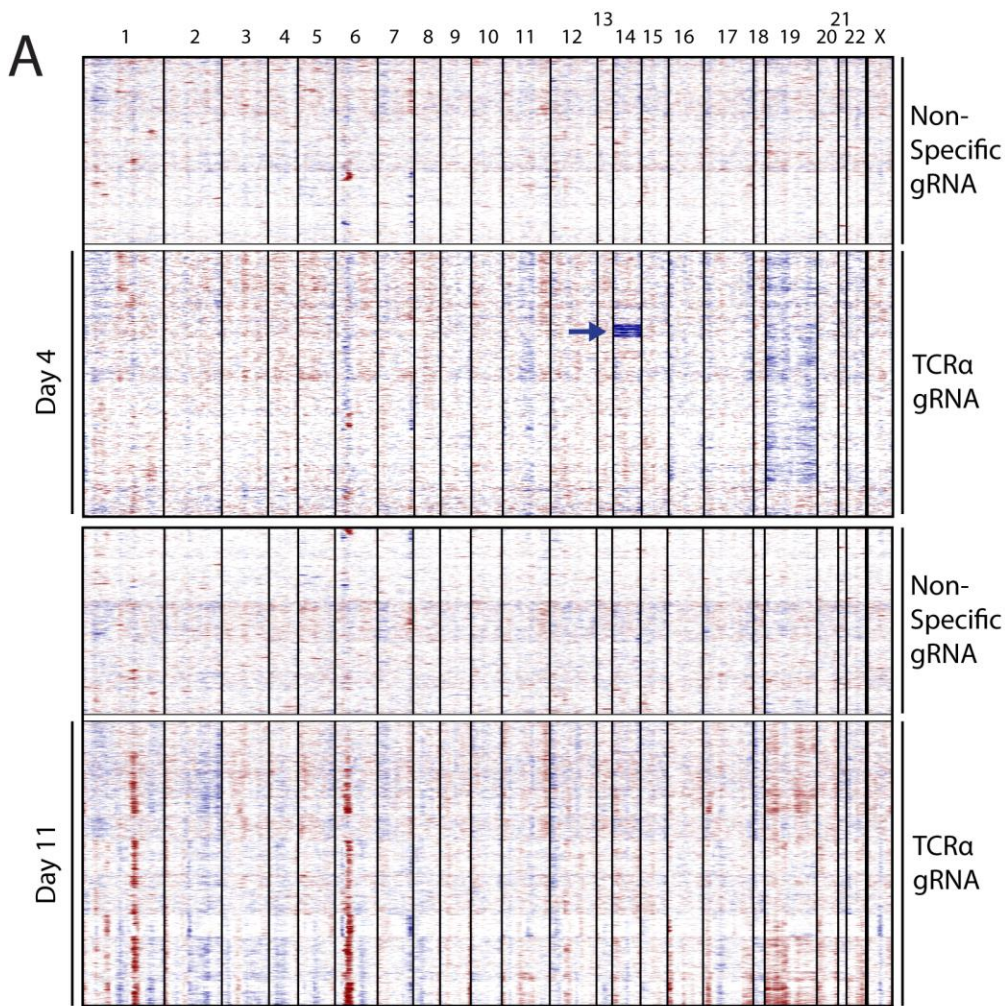 A
13 21
1 2 3 4 5 6 7 8 9 10 11 12 14 15 16 17 18 19 20 22 X
Non-
Specific
gRNA
Day 4
TCRα
gRNA
Non-
Specific
gRNA
Day 11
TCRα
gRNA